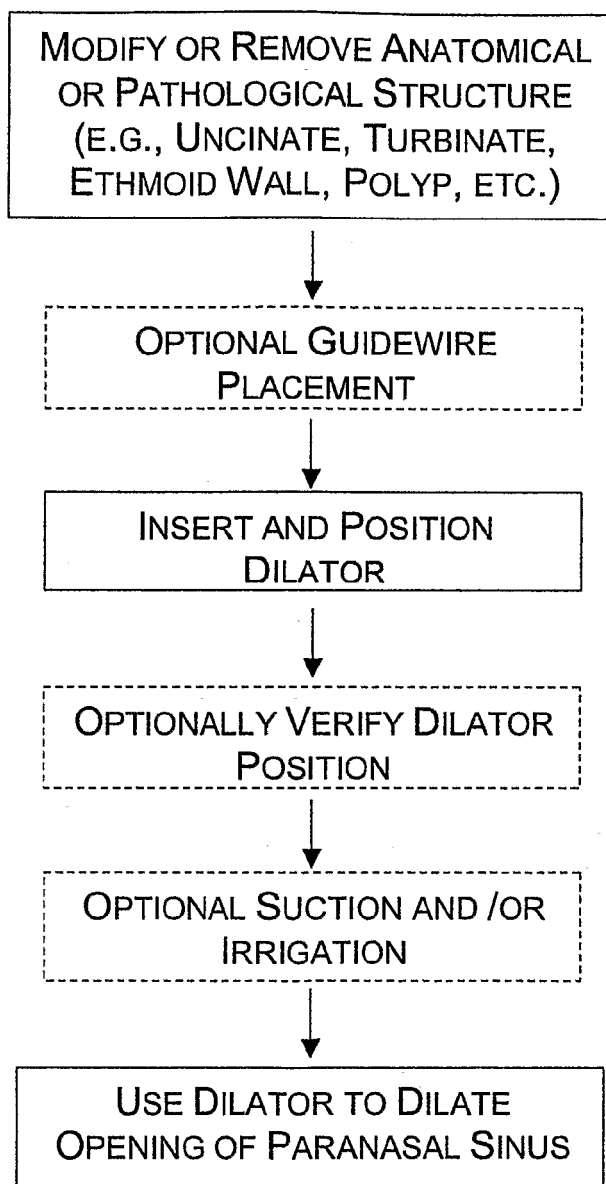 MODIFY OR REMOVE ANATOMICAL
OR PATHOLOGICAL STRUCTURE
(E.G., UNCINATE, TURBINATE,
ETHMOID WALL, POLYP, ETC.)
OPTIONAL GUIDEWIRE
PLACEMENT
INSERT AND POSITION
DILATOR
OPTIONALLY VERIFY DILATOR
POSITION
OPTIONAL SUCTION AND /OR
IRRIGATION
USE DILATOR TO DILATE
OPENING OF PARANASAL SINUS